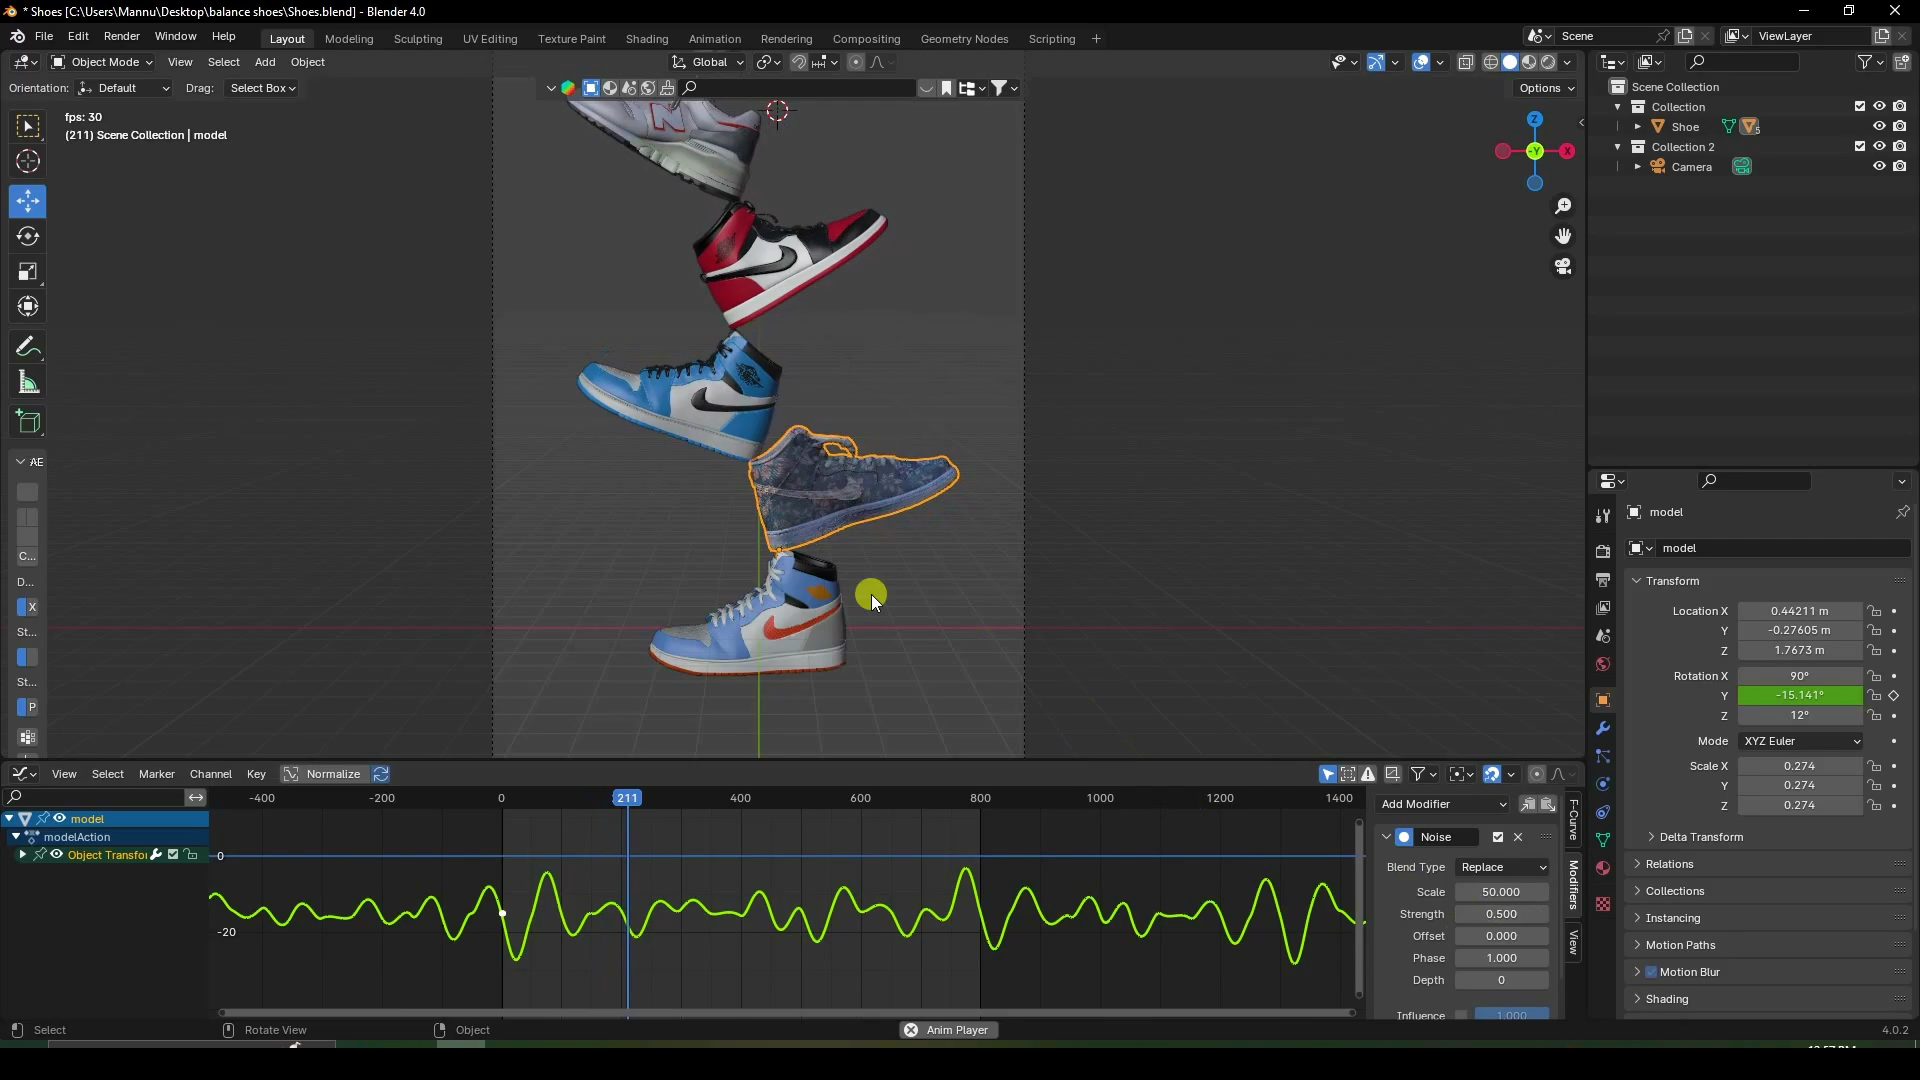 * Shoes [C:\Users\Mannu\Desktop\balance shoes\Shoes.blend] - Blender 4.0
File Edit Render Window Help
Layout Modeling Sculpting UV Editing Texture Paint Shading Animation Rendering Compositing Geometry Nodes Scripting +
Scene ViewLayer
Object Mode View Select Add Object
Global
Orientation: Default Drag: Select Box
Options
fps: 30
(211) Scene Collection | model
Z
-Y
X
N
Scene Collection
Collection
Shoe 5
Collection 2
Camera
AE
C...
D...
X
St...
St...
P
model
model
Transform
Location X 0.44211 m
Y -0.27605 m
Z 1.7673 m
Rotation X 90°
Y -15.141°
Z 12°
Mode XYZ Euler
Scale X 0.274
Y 0.274
Z 0.274
Delta Transform
Relations
Collections
Instancing
Motion Paths
Motion Blur
Shading
View Select Marker Channel Key Normalize
-400 -200 0 211 400 600 800 1000 1200 1400
model
modelAction
Object Transfo
0
-20
Add Modifier
Noise
Blend Type Replace
Scale 50.000
Strength 0.500
Offset 0.000
Phase 1.000
Depth 0
Influence 1.000
F-Curve
Modifiers
View
Select Rotate View Object Anim Player 4.0.2